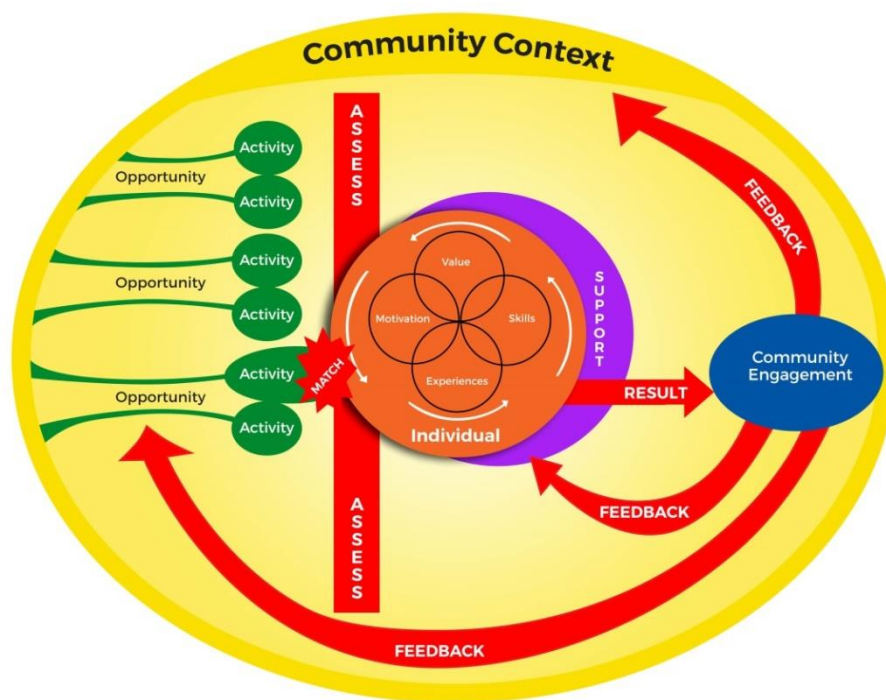 Community Context
ASSESS
Activity
Opportunity
Activity
Activity
Opportunity
Activity
Activity
Opportunity
Activity
MATCH
Value
Motivation
Skills
Experiences
Individual
SUPPORT
RESULT
Community
Engagement
FEEDBACK
FEEDBACK
ASSESS
FEEDBACK